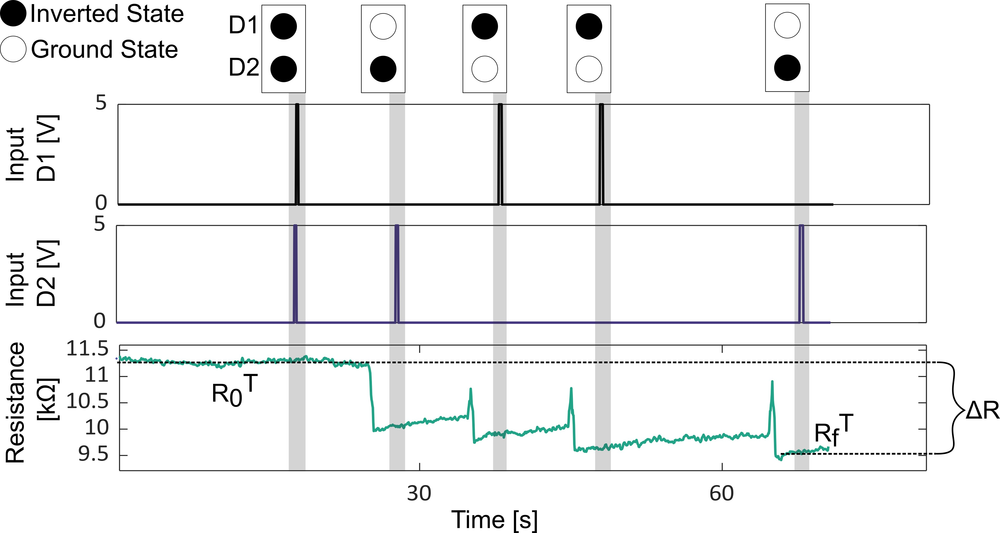 Inverted State
Ground State
D1
D2
5
0
Input
D1 [V]
5
0
Input
D2 [V]
11.5
11
10.5
10
9.5
Resistance
[kΩ]
R₀ᵀ
R_fᵀ
ΔR
30
60
Time [s]